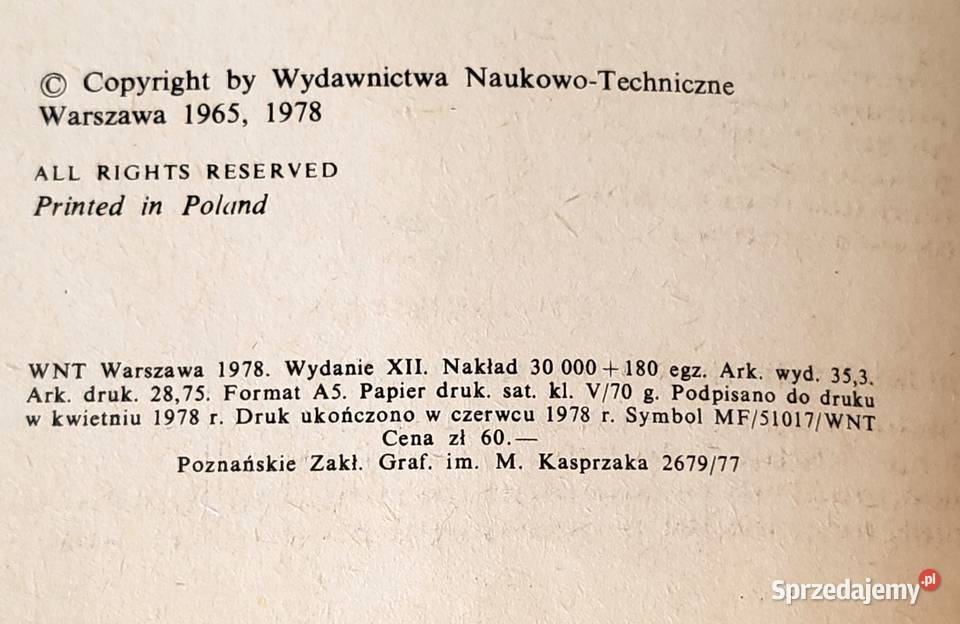 © Copyright by Wydawnictwa Naukowo-Techniczne
Warszawa 1965, 1978
ALL RIGHTS RESERVED
Printed in Poland
WNT Warszawa 1978. Wydanie XII. Nakład 30 000 + 180 egz. Ark. wyd. 35,3.
Ark. druk. 28,75. Format A5. Papier druk. sat. kl. V/70 g. Podpisano do druku
w kwietniu 1978 r. Druk ukończono w czerwcu 1978 r. Symbol MF/51017/WNT
Cena zł 60.—
Poznańskie Zakł. Graf. im. M. Kasprzaka 2679/77
Sprzedajemy.pl